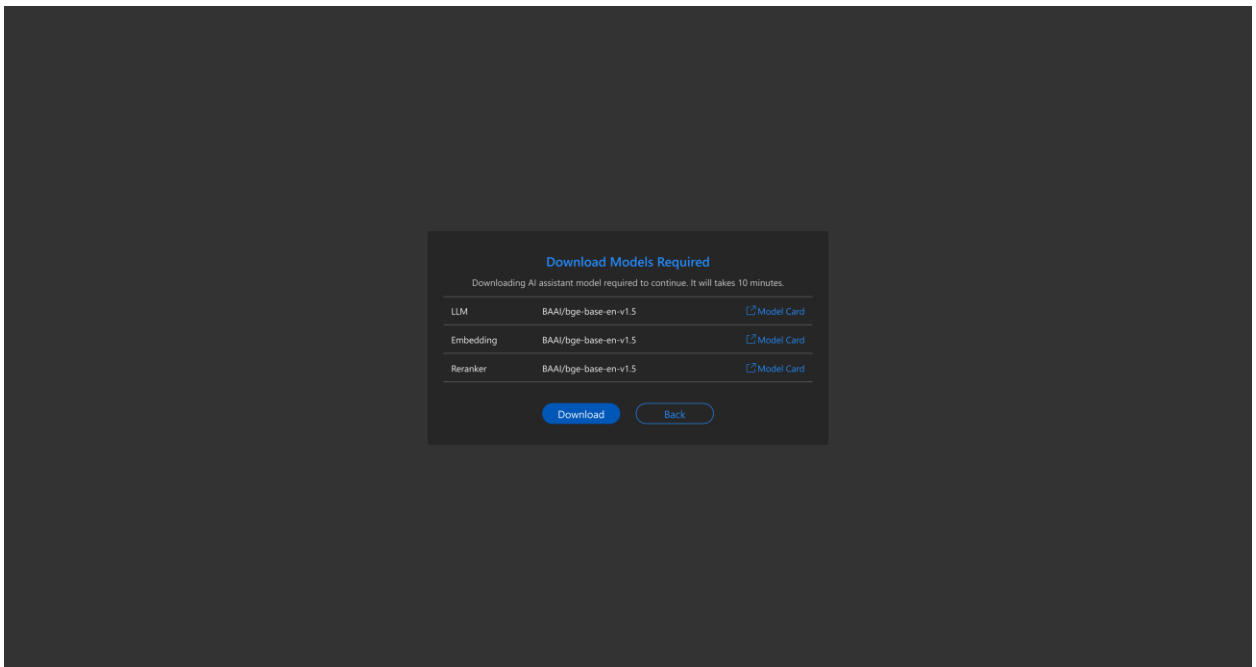 Download Models Required
Downloading AI assistant model required to continue. It will takes 10 minutes.
LLM BAAI/bge-base-en-v1.5 Model Card
Embedding BAAI/bge-base-en-v1.5 Model Card
Reranker BAAI/bge-base-en-v1.5 Model Card
Download Back